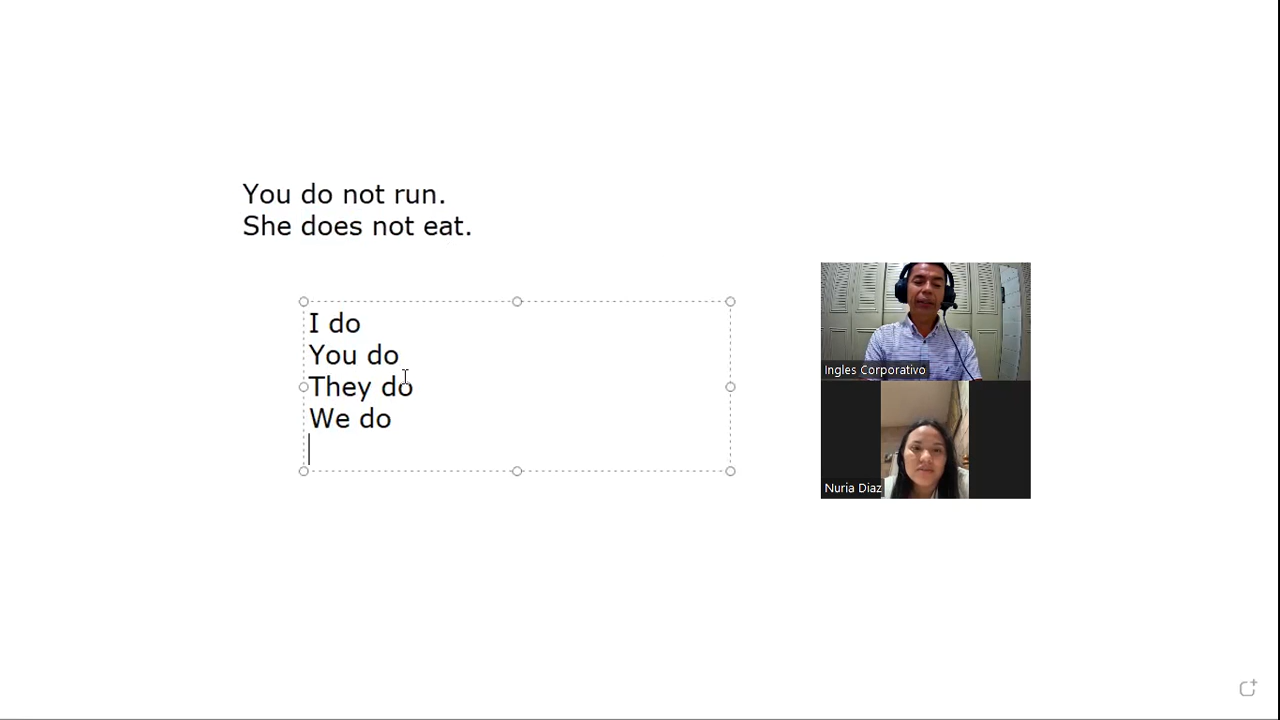 You do not run.
She does not eat.
I do
You do
They do
We do
Ingles Corporativo
Nuria Diaz